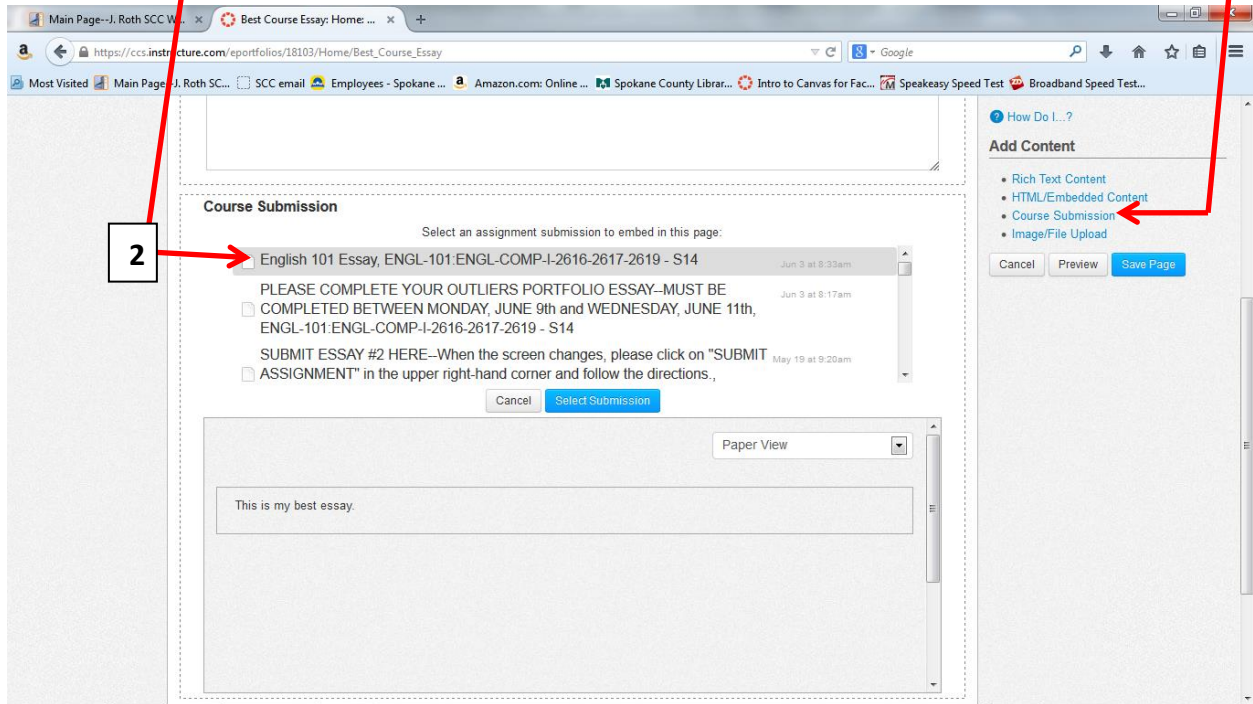 Main Page--J. Roth SCC W... × Best Course Essay: Home: ... × +
https://ccs.instructure.com/eportfolios/18103/Home/Best_Course_Essay Google
Most Visited Main Page--J. Roth SC... SCC email Employees - Spokane ... Amazon.com: Online ... Spokane County Librar... Intro to Canvas for Fac... Speakeasy Speed Test Broadband Speed Test...
How Do I...?
Add Content
Rich Text Content
HTML/Embedded Content
Course Submission
Image/File Upload
Cancel Preview Save Page
Course Submission
Select an assignment submission to embed in this page:
2
English 101 Essay, ENGL-101:ENGL-COMP-I-2616-2617-2619 - S14 Jun 3 at 8:33am
PLEASE COMPLETE YOUR OUTLIERS PORTFOLIO ESSAY--MUST BE Jun 3 at 8:17am
COMPLETED BETWEEN MONDAY, JUNE 9th and WEDNESDAY, JUNE 11th,
ENGL-101:ENGL-COMP-I-2616-2617-2619 - S14
SUBMIT ESSAY #2 HERE--When the screen changes, please click on "SUBMIT May 19 at 9:20am
ASSIGNMENT" in the upper right-hand corner and follow the directions.,
Cancel Select Submission
Paper View
This is my best essay.